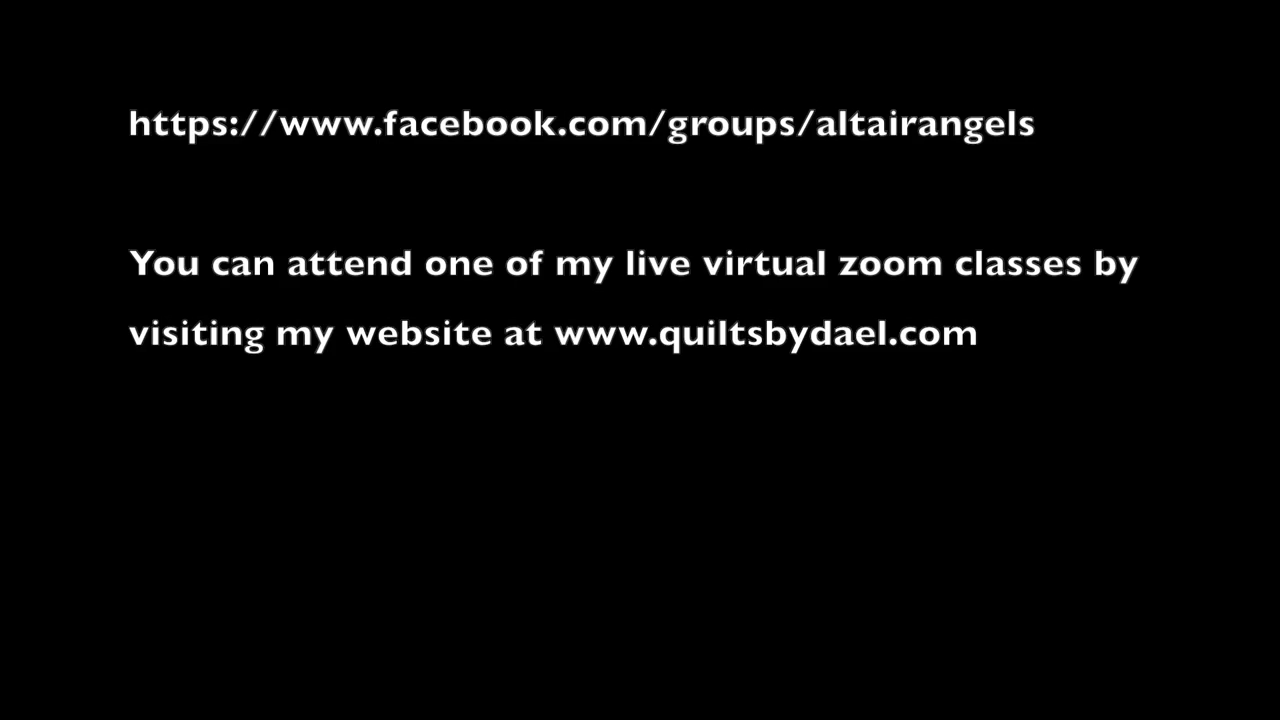 https://www.facebook.com/groups/altairangels
You can attend one of my live virtual zoom classes by
visiting my website at www.quiltsbydael.com